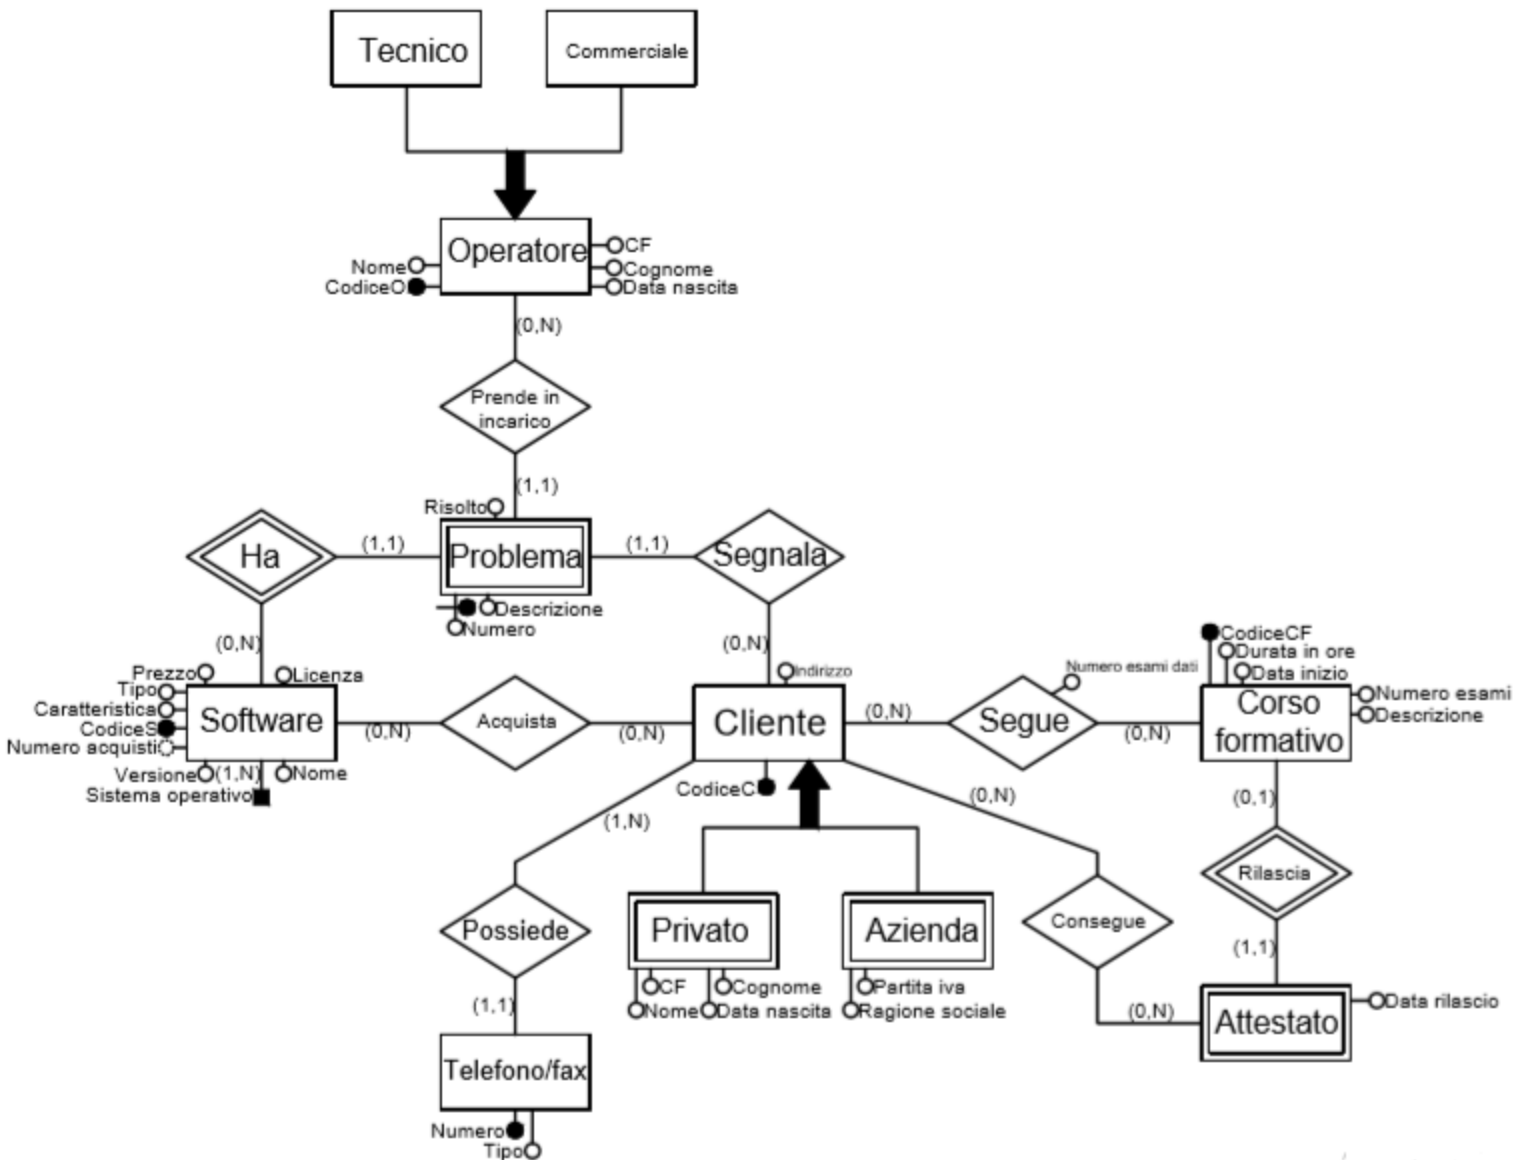 Tecnico
Commerciale
Operatore
Nome
CodiceO
CF
Cognome
Data nascita
(0,N)
Prende in
incarico
(1,1)
Risolto
Ha
(1,1)
Problema
(1,1)
Segnala
Descrizione
Numero
(0,N)
(0,N)
Prezzo
Licenza
Tipo
Caratteristica
CodiceS
Numero acquisti
Versione
(1,N)
Nome
Sistema operativo
Software
(0,N)
Acquista
(0,N)
Indirizzo
Cliente
CodiceC
(0,N)
Numero esami dati
Segue
(0,N)
CodiceCF
Durata in ore
Data inizio
Corso
formativo
Numero esami
Descrizione
(1,N)
(0,N)
(0,1)
Possiede
Privato
Azienda
Consegue
Rilascia
CF
Cognome
Nome
Data nascita
Partita iva
Ragione sociale
(1,1)
(0,N)
(1,1)
Attestato
Data rilascio
Telefono/fax
Numero
Tipo